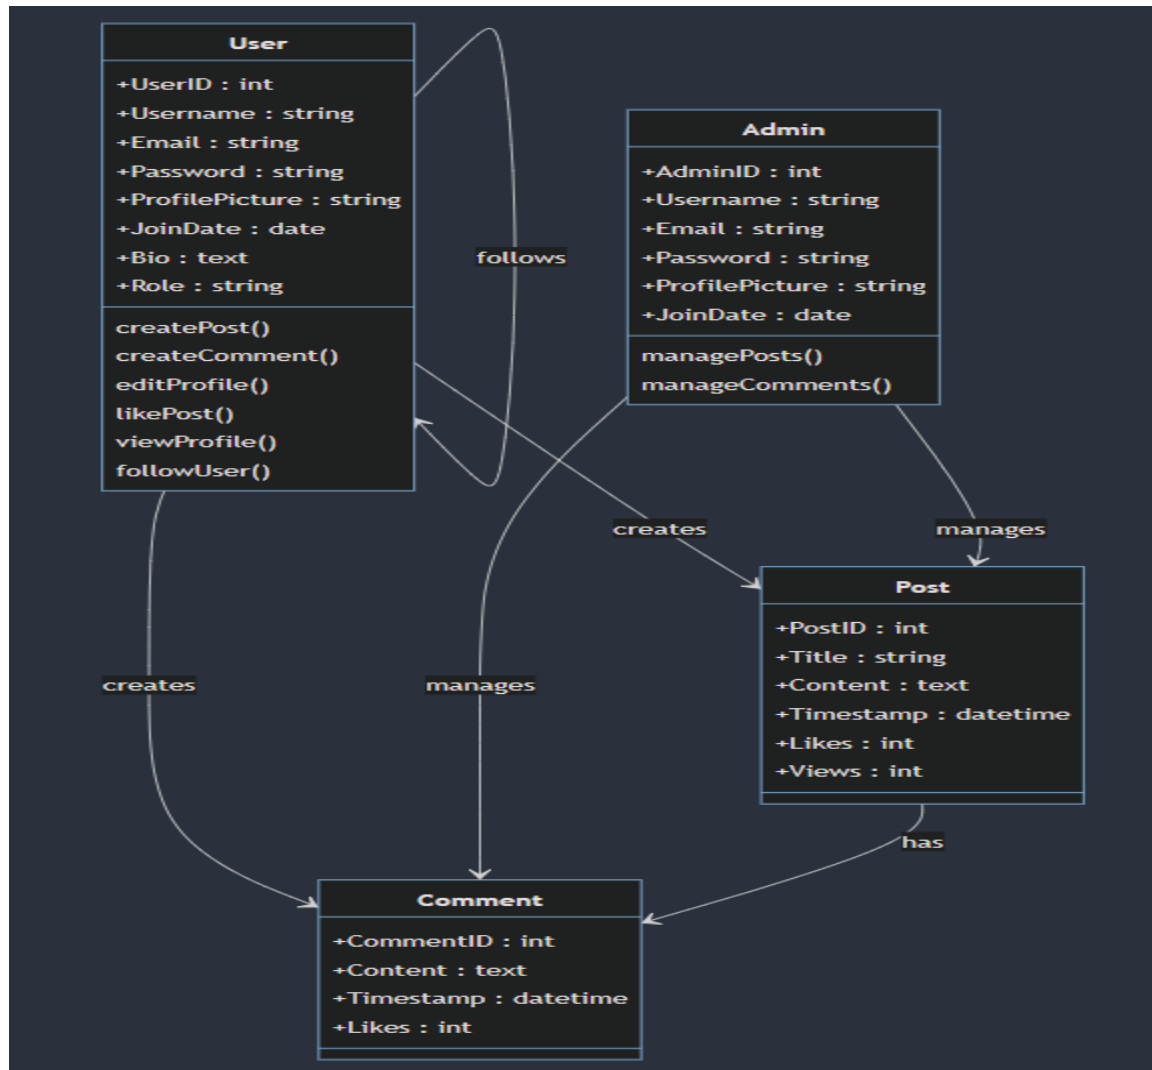 User
+UserID : int
+Username : string
+Email : string
+Password : string
+ProfilePicture : string
+JoinDate : date
+Bio : text
+Role : string
createPost()
createComment()
editProfile()
likePost()
viewProfile()
followUser()
follows
Admin
+AdminID : int
+Username : string
+Email : string
+Password : string
+ProfilePicture : string
+JoinDate : date
managePosts()
manageComments()
creates
manages
creates
manages
Post
+PostID : int
+Title : string
+Content : text
+Timestamp : datetime
+Likes : int
+Views : int
has
Comment
+CommentID : int
+Content : text
+Timestamp : datetime
+Likes : int